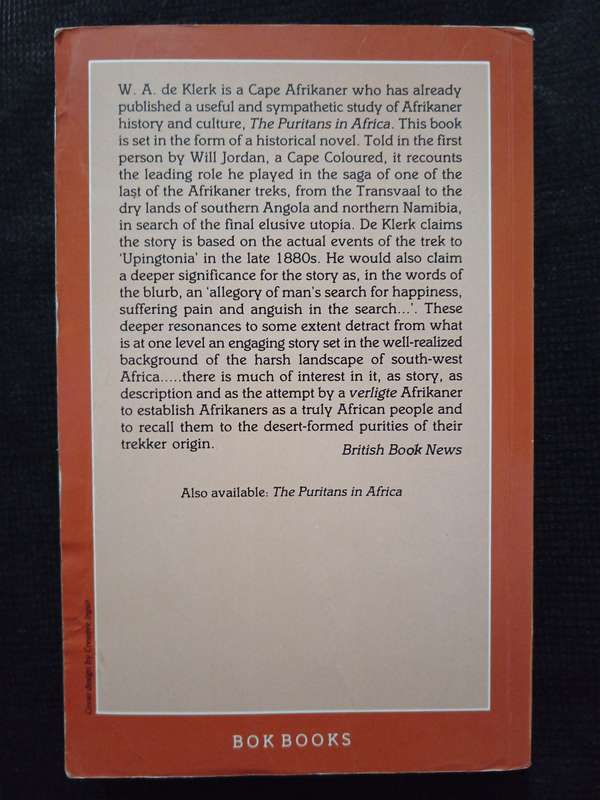 W. A. de Klerk is a Cape Afrikaner who has already
published a useful and sympathetic study of Afrikaner
history and culture, The Puritans in Africa. This book
is set in the form of a historical novel. Told in the first
person by Will Jordan, a Cape Coloured, it recounts
the leading role he played in the saga of one of the
last of the Afrikaner treks, from the Transvaal to the
dry lands of southern Angola and northern Namibia,
in search of the final elusive utopia. De Klerk claims
the story is based on the actual events of the trek to
‘Upingtonia’ in the late 1880s. He would also claim
a deeper significance for the story as, in the words of
the blurb, an ‘allegory of man’s search for happiness,
suffering pain and anguish in the search...’. These
deeper resonances to some extent detract from what
is at one level an engaging story set in the well-realized
background of the harsh landscape of south-west
Africa.....there is much of interest in it, as story, as
description and as the attempt by a verligte Afrikaner
to establish Afrikaners as a truly African people and
to recall them to the desert-formed purities of their
trekker origin.
British Book News
Also available: The Puritans in Africa
Cover design by Creative Input
BOK BOOKS